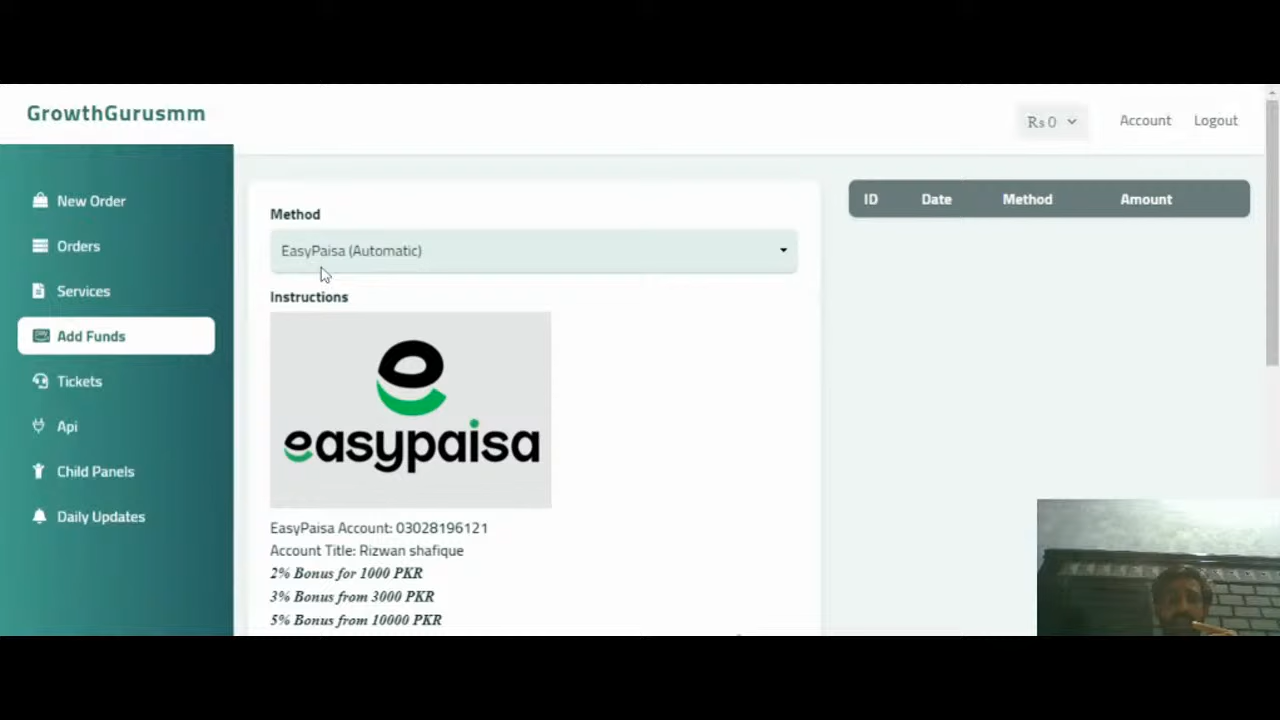 GrowthGurusmm
Rs 0
Account
Logout
New Order
Orders
Services
Add Funds
Tickets
Api
Child Panels
Daily Updates
Method
EasyPaisa (Automatic)
Instructions
easypaisa
EasyPaisa Account: 03028196121
Account Title: Rizwan shafique
2% Bonus for 1000 PKR
3% Bonus from 3000 PKR
5% Bonus from 10000 PKR
ID Date Method Amount